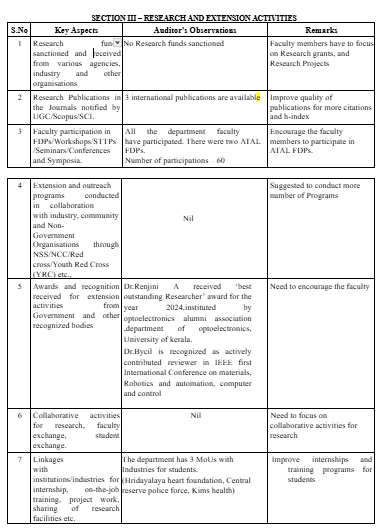 SECTION III – RESEARCH AND EXTENSION ACTIVITIES
S.No Key Aspects Auditor's Observations Remarks
1
Research funds
sanctioned and received
from various agencies,
industry and other
organisations
No Research funds sanctioned
Faculty members have to focus
on Research grants, and
Research Projects
2
Research Publications in
the Journals notified by
UGC/Scopus/SCI.
3 international publications are available
Improve quality of
publications for more citations
and h-index
3
Faculty participation in
FDPs/Workshops/STTPs
/Seminars/Conferences
and Symposia.
All the department faculty
have participated. There were two ATAL
FDPs.
Number of participations – 60
Encourage the faculty
members to participate in
ATAL FDPs.
4
Extension and outreach
programs conducted
in collaboration
with industry, community
and Non-
Government
Organisations through
NSS/NCC/Red
cross/Youth Red Cross
(YRC) etc.,
Nil
Suggested to conduct more
number of Programs
5
Awards and recognition
received for extension
activities from
Government and other
recognized bodies
Dr.Renjini A received ‘best
outstanding Researcher’ award for the
year 2024,instituted by
optoelectronics alumni association
,department of optoelectronics,
University of kerala.
Dr.Bycil is recognized as actively
contributed reviewer in IEEE first
International Conference on materials,
Robotics and automation, computer
and control
Need to encourage the faculty
6
Collaborative activities
for research, faculty
exchange, student
exchange.
Nil
Need to focus on
collaborative activities for
research
7
Linkages
with
institutions/industries for
internship, on-the-job
training, project work,
sharing of research
facilities etc.
The department has 3 MoUs with
Industries for students.
(Hridayalaya heart foundation, Central
reserve police force, Kims health)
Improve internships and
training programs for
students